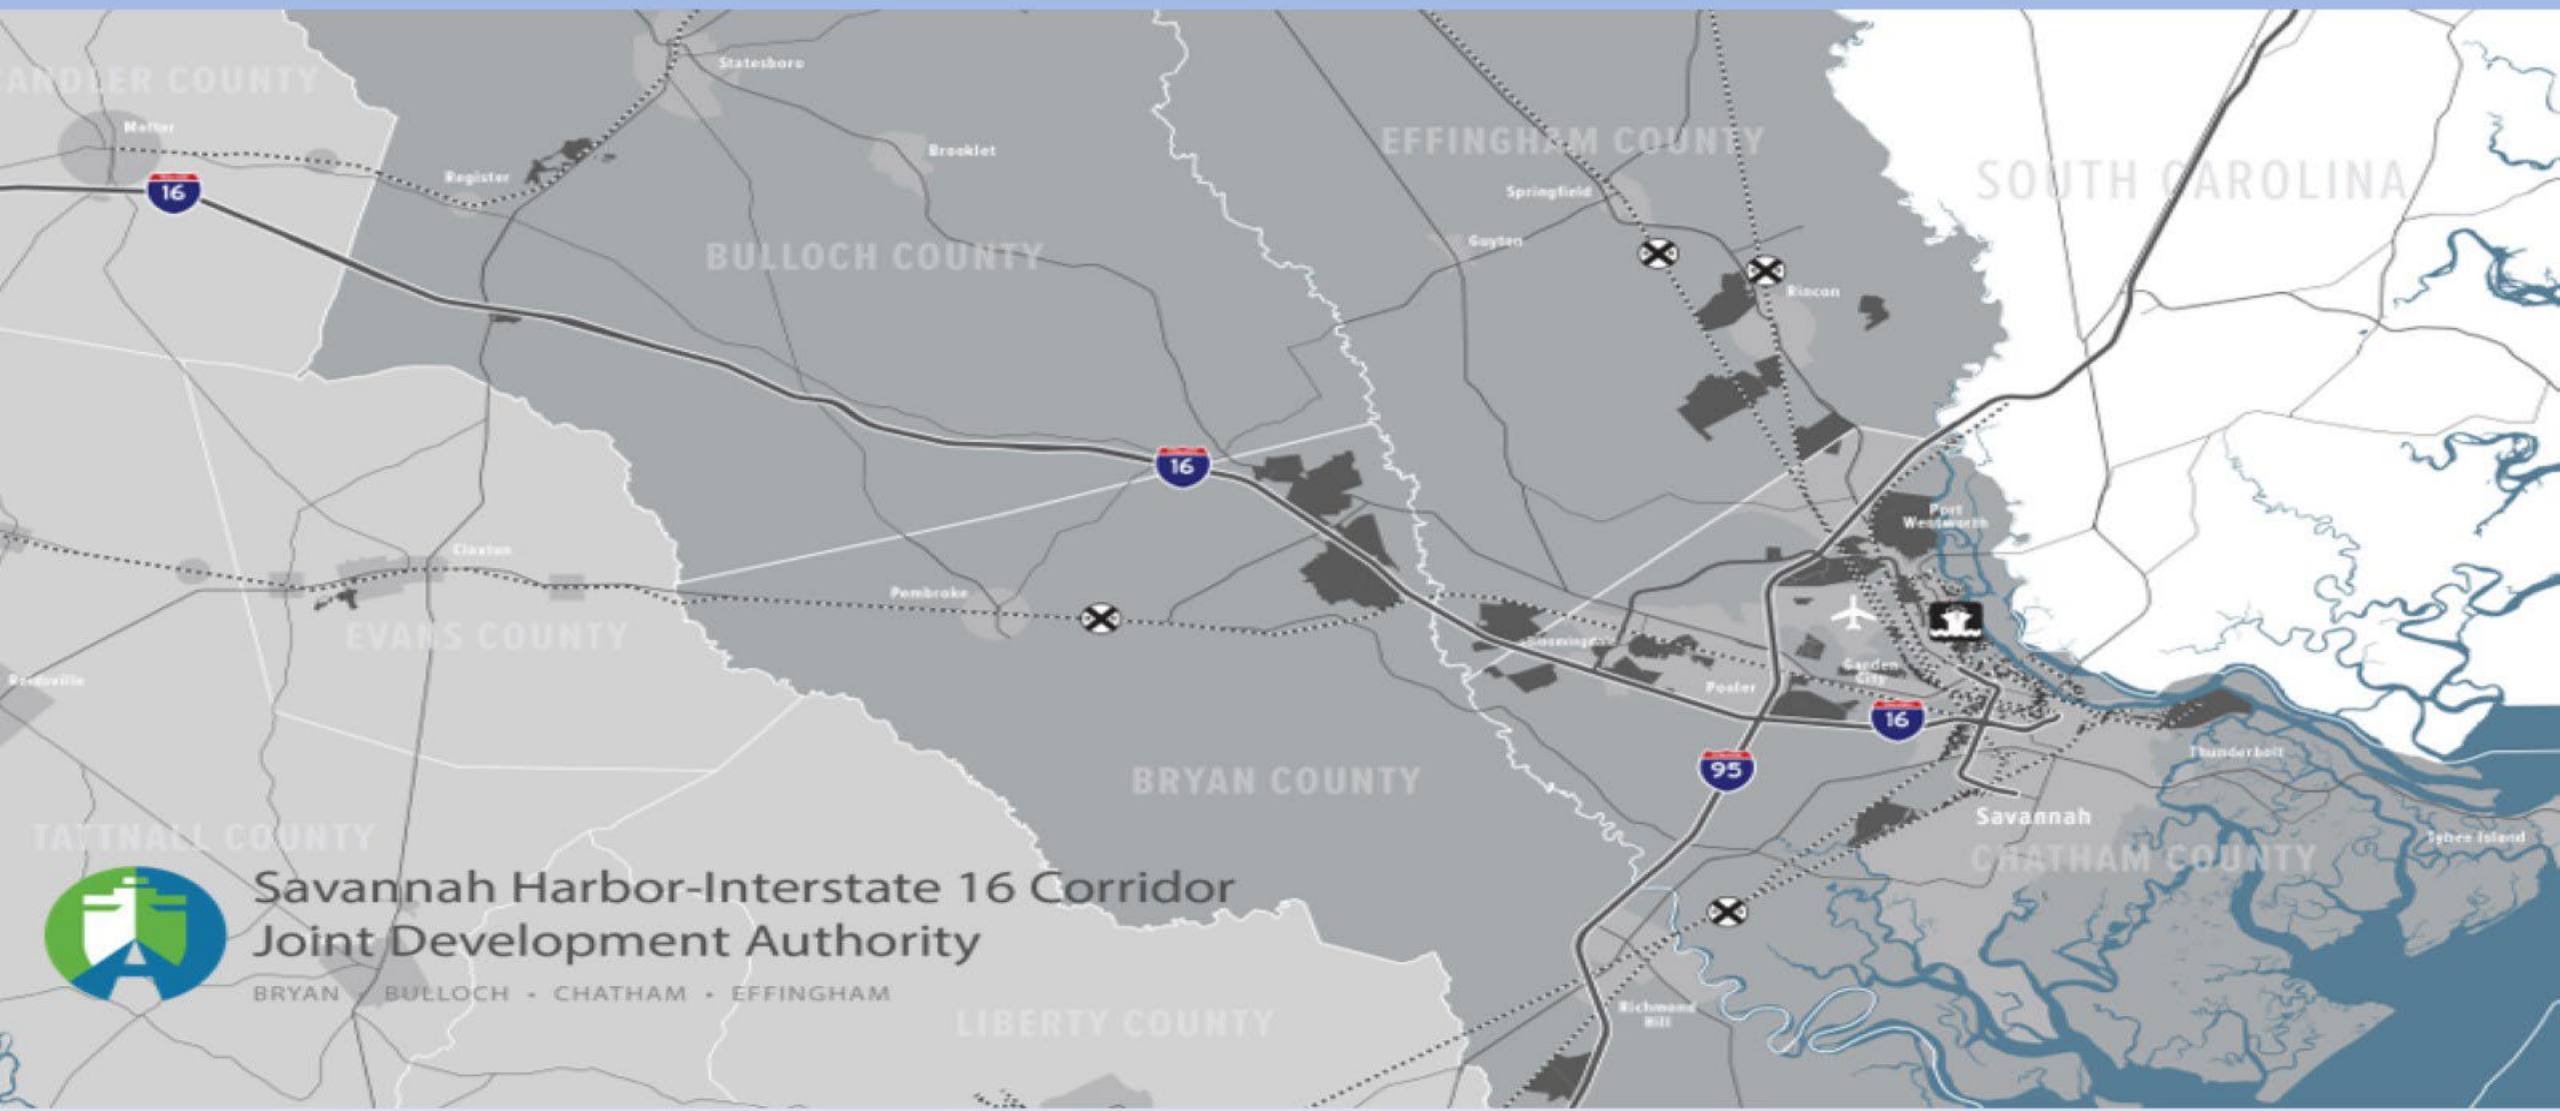 ANDLER COUNTY
Metter
16
Register
Statesboro
Brooklet
BULLOCH COUNTY
EFFINGHAM COUNTY
Springfield
Guyton
Rincon
SOUTH CAROLINA
16
Claxton
EVANS COUNTY
Reidsville
Pembroke
Port
Wentworth
Bloomingdale
Garden
City
Pooler
16
95
BRYAN COUNTY
Thunderbolt
Savannah
CHATHAM COUNTY
Tybee Island
TATTNALL COUNTY
Savannah Harbor-Interstate 16 Corridor
Joint Development Authority
BRYAN • BULLOCH • CHATHAM • EFFINGHAM
LIBERTY COUNTY
Richmond
Hill